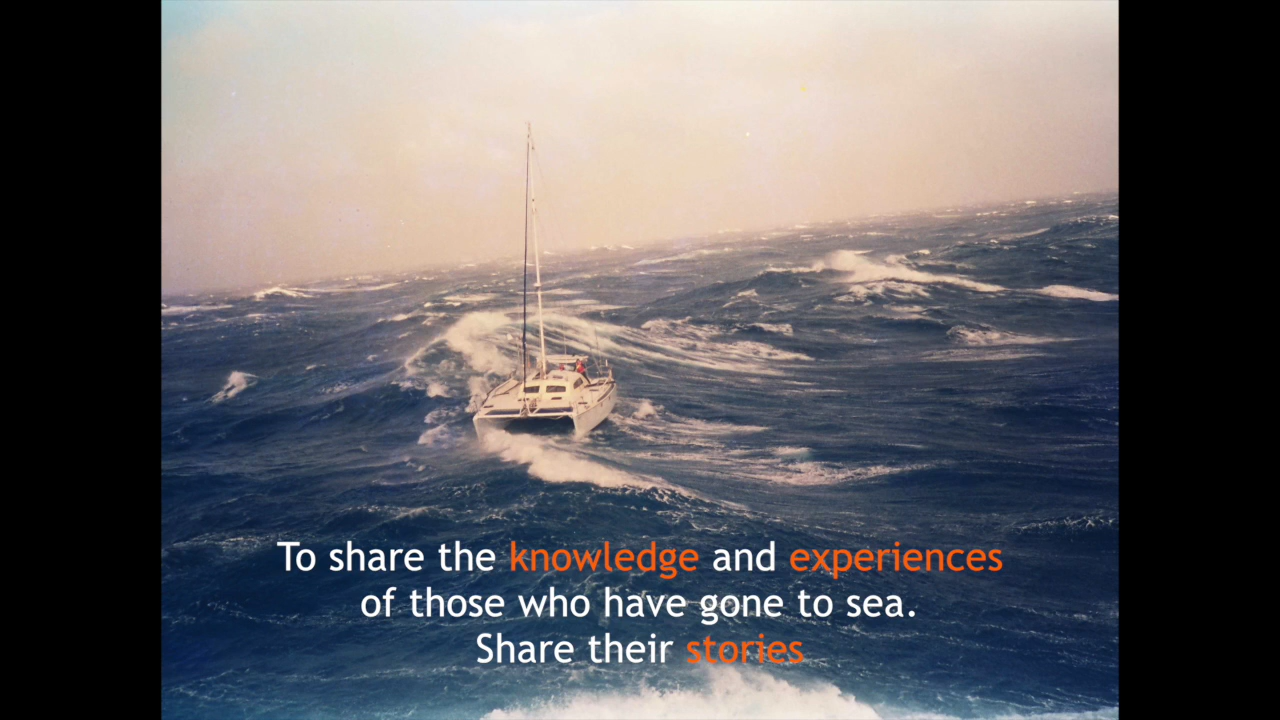 To share the knowledge and experiences
of those who have gone to sea.
Share their stories